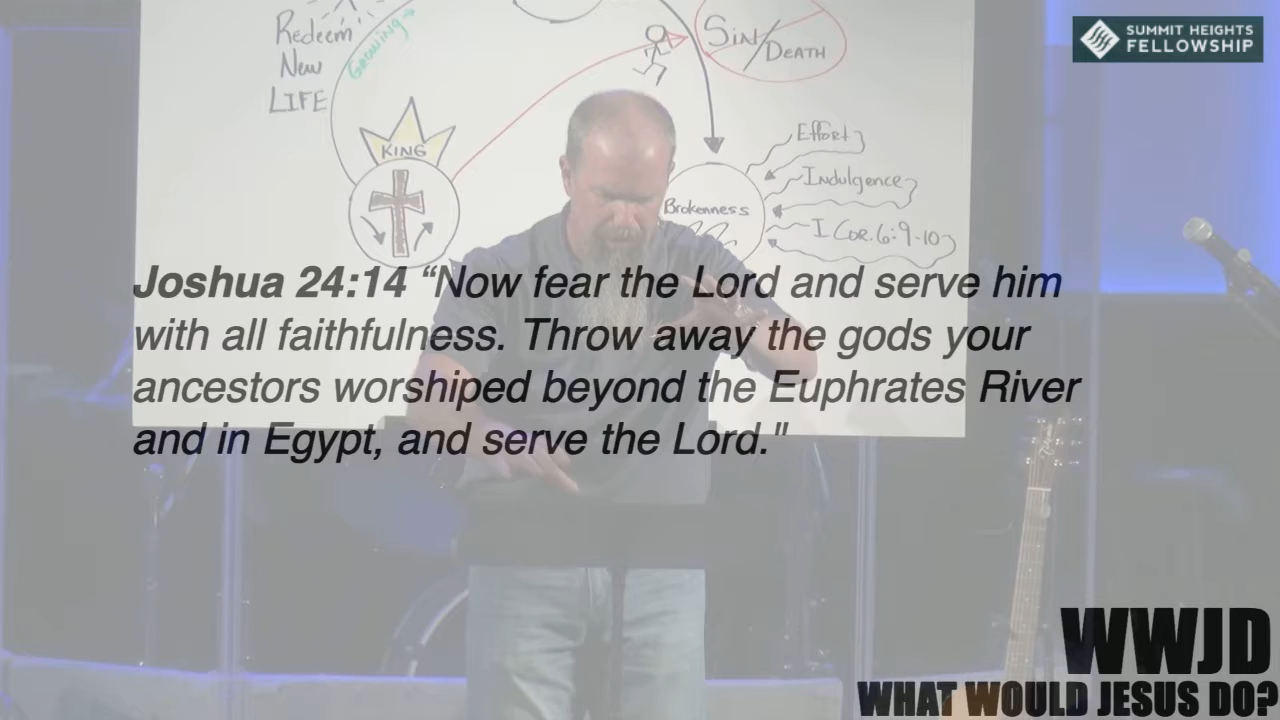 SUMMIT HEIGHTS
FELLOWSHIP
Redeem
New
LIFE
Growing
KING
SIN/DEATH
Brokenness
Effort
Indulgence
I COR. 6:9-10
Joshua 24:14 “Now fear the Lord and serve him
with all faithfulness. Throw away the gods your
ancestors worshiped beyond the Euphrates River
and in Egypt, and serve the Lord."
WWJD
WHAT WOULD JESUS DO?